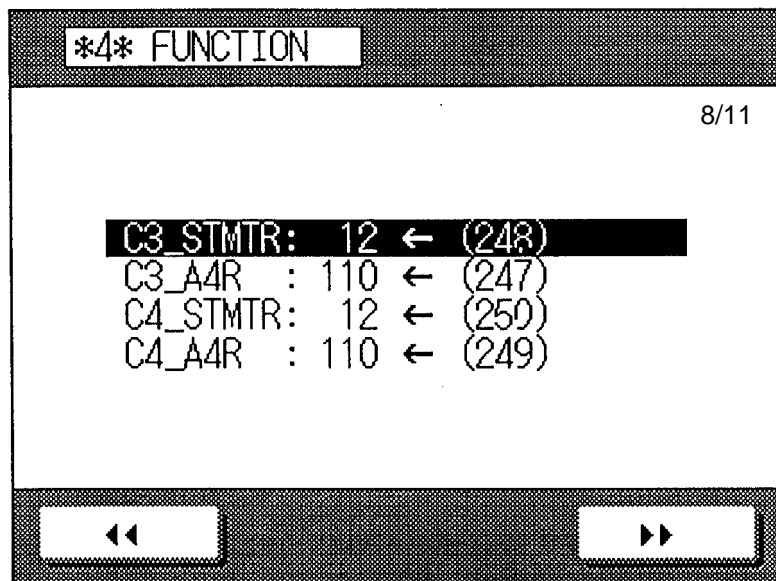 *4* FUNCTION
8/11
C3_STMTR: 12 ← (248)
C3_A4R : 110 ← (247)
C4_STMTR: 12 ← (250)
C4_A4R : 110 ← (249)